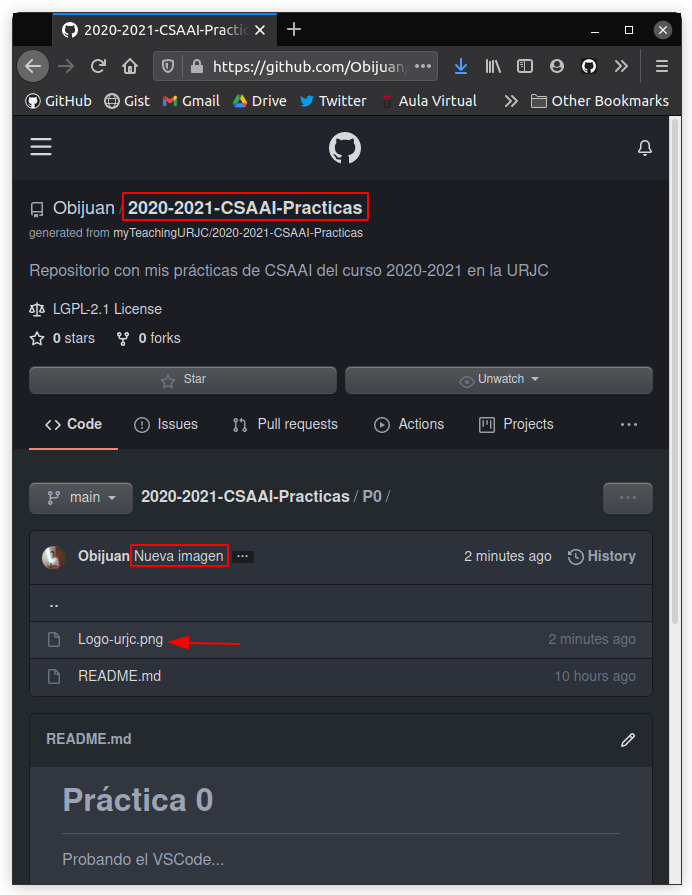 2020-2021-CSAAI-Practic
https://github.com/Obijuan/
GitHub Gist Gmail Drive Twitter Aula Virtual Other Bookmarks
Obijuan / 2020-2021-CSAAI-Practicas
generated from myTeachingURJC/2020-2021-CSAAI-Practicas
Repositorio con mis prácticas de CSAAI del curso 2020-2021 en la URJC
LGPL-2.1 License
0 stars 0 forks
Star Unwatch
Code Issues Pull requests Actions Projects ...
main 2020-2021-CSAAI-Practicas / P0 / ...
Obijuan Nueva imagen ... 2 minutes ago History
..
Logo-urjc.png 2 minutes ago
README.md 10 hours ago
README.md
Práctica 0
Probando el VSCode...